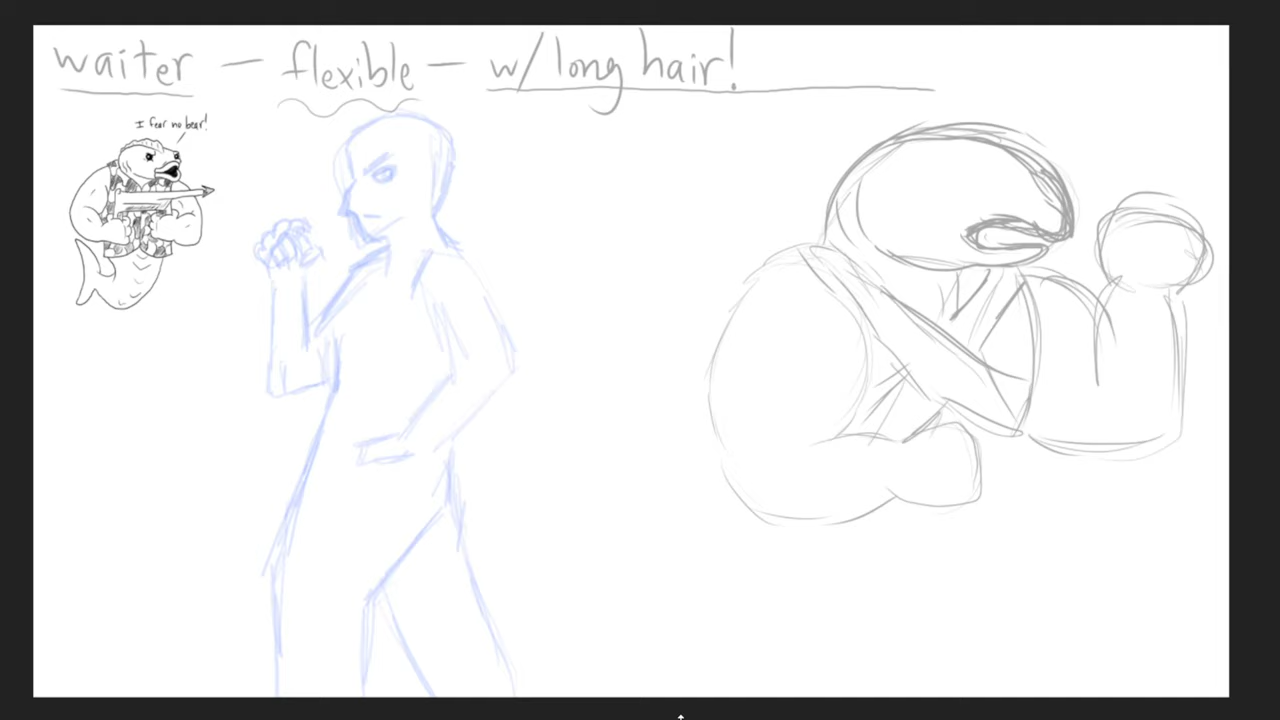 waiter — flexible — w/ long hair!
I fear no bear!